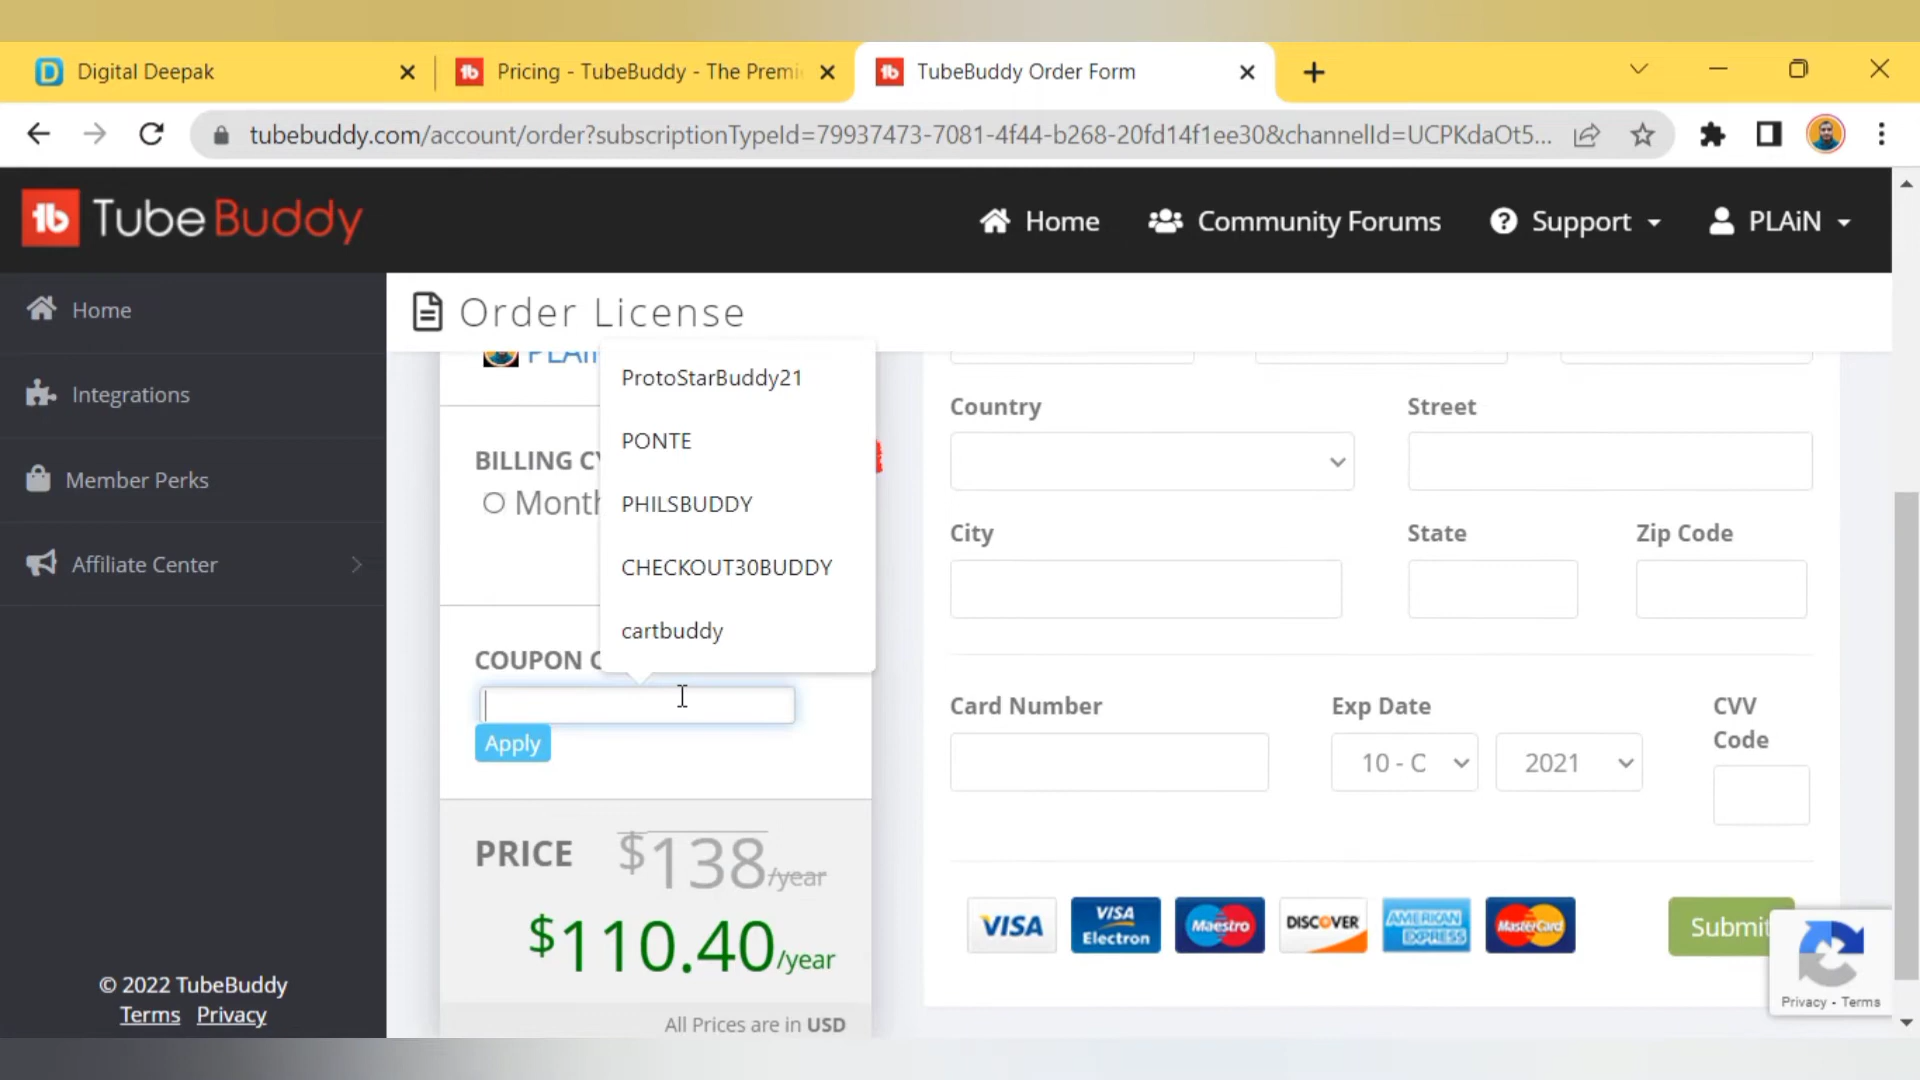 Digital Deepak
Pricing - TubeBuddy - The Premi
TubeBuddy Order Form
tubebuddy.com/account/order?subscriptionTypeId=79937473-7081-4f44-b268-20fd14f1ee30&channelId=UCPKdaOt5...
TubeBuddy
Home
Community Forums
Support
PLAiN
Home
Integrations
Member Perks
Affiliate Center
© 2022 TubeBuddy
Terms Privacy
Order License
PLAiN
BILLING CY
Month
ProtoStarBuddy21
PONTE
PHILSBUDDY
CHECKOUT30BUDDY
cartbuddy
COUPON C
Apply
PRICE $138/year
$110.40/year
All Prices are in USD
Country
Street
City
State
Zip Code
Card Number
Exp Date
CVV
Code
10 - C
2021
VISA
VISA
Electron
Maestro
DISCOVER
AMERICAN
EXPRESS
MasterCard
Submit
Privacy - Terms